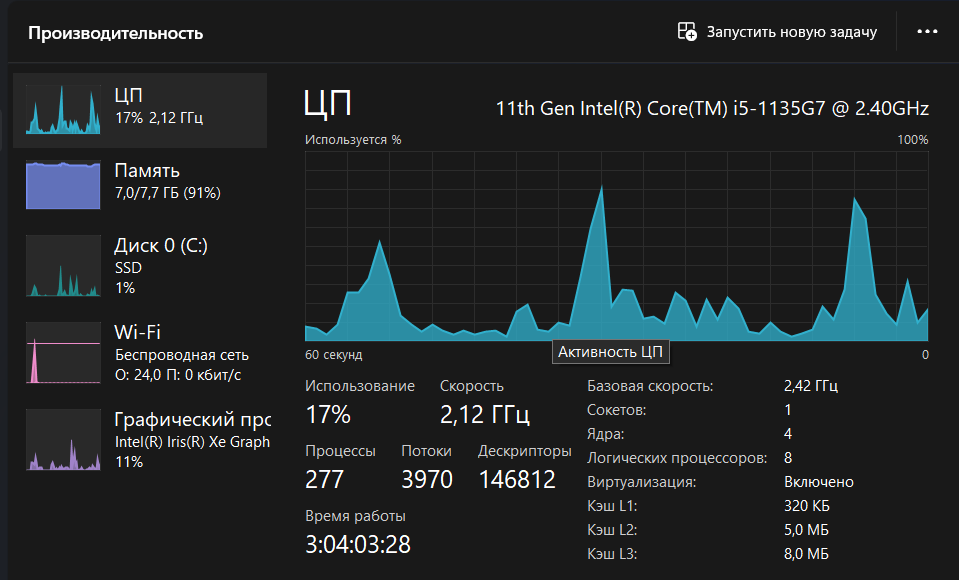 Производительность
Запустить новую задачу
ЦП
17% 2,12 ГГц
Память
7,0/7,7 ГБ (91%)
Диск 0 (C:)
SSD
1%
Wi-Fi
Беспроводная сеть
О: 24,0 П: 0 кбит/с
Графический прс
Intel(R) Iris(R) Xe Graph
11%
ЦП
11th Gen Intel(R) Core(TM) i5-1135G7 @ 2.40GHz
Используется %
100%
60 секунд
Активность ЦП
0
Использование
Скорость
17%
2,12 ГГц
Процессы
Потоки
Дескрипторы
277
3970
146812
Время работы
3:04:03:28
Базовая скорость: 2,42 ГГц
Сокетов: 1
Ядра: 4
Логических процессоров: 8
Виртуализация: Включено
Кэш L1: 320 КБ
Кэш L2: 5,0 МБ
Кэш L3: 8,0 МБ